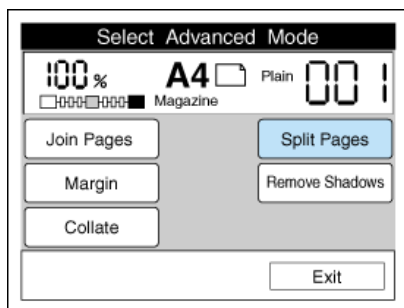 Select Advanced Mode
100 % A4 Plain 001
Magazine
Join Pages Split Pages
Margin Remove Shadows
Collate
Exit